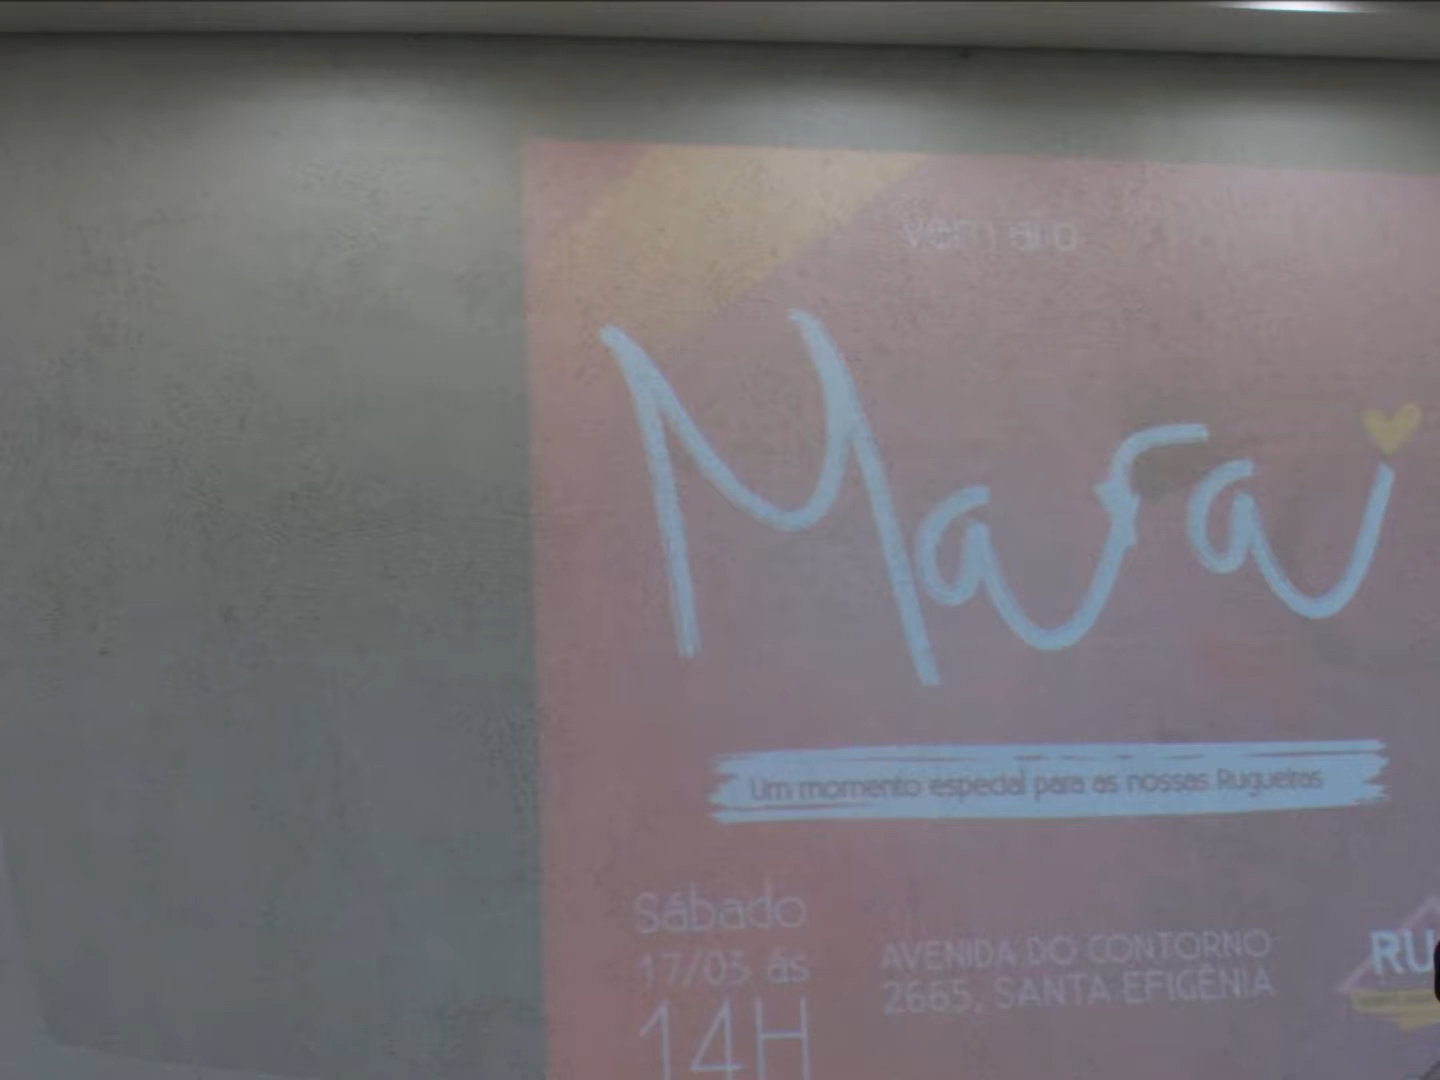 Vem aí o
Mafai
Um momento especial para as nossas Rugueiras
Sábado
17/05 às
14H
AVENIDA DO CONTORNO
2665, SANTA EFIGÊNIA
RU